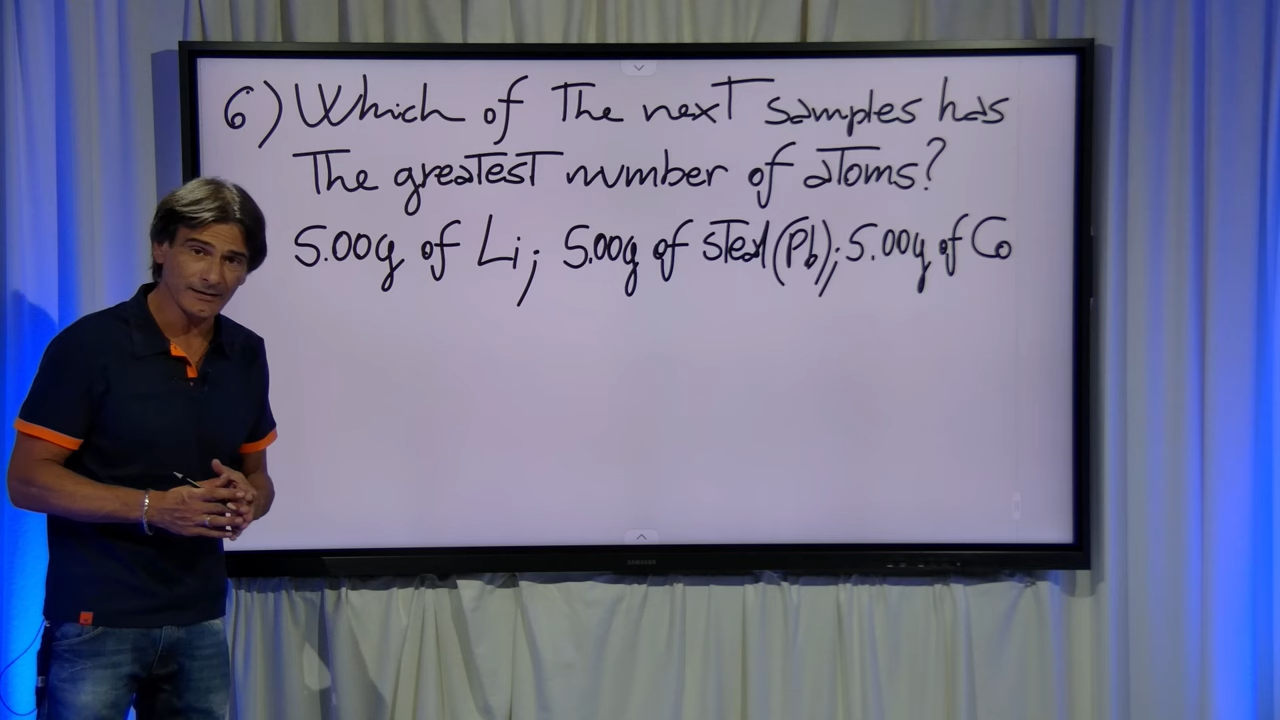 6) Which of The next samples has
The greatest number of atoms?
5.00g of Li; 5.00g of steal (Pb); 5.00g of Co
SAMSUNG